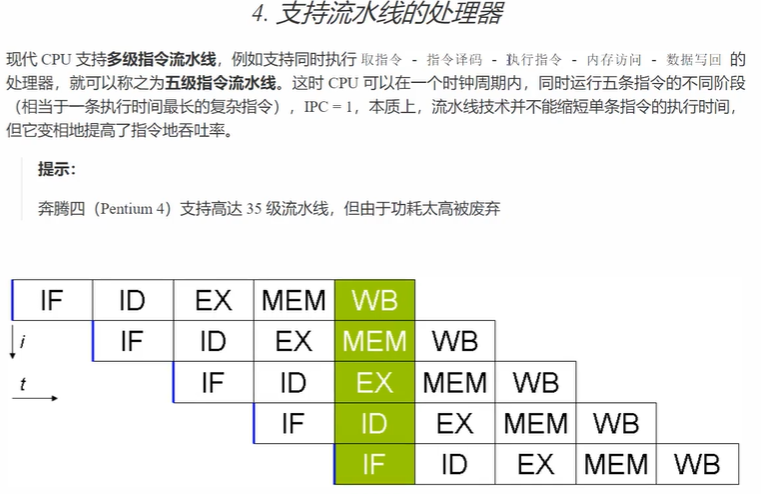 4. 支持流水线的处理器
现代 CPU 支持多级指令流水线，例如支持同时执行 取指令 - 指令译码 - 执行指令 - 内存访问 - 数据写回 的
处理器，就可以称之为五级指令流水线。这时 CPU 可以在一个时钟周期内，同时运行五条指令的不同阶段
（相当于一条执行时间最长的复杂指令），IPC = 1，本质上，流水线技术并不能缩短单条指令的执行时间，
但它变相地提高了指令地吞吐率。
提示：
奔腾四（Pentium 4）支持高达 35 级流水线，但由于功耗太高被废弃
IF ID EX MEM WB
i IF ID EX MEM WB
t IF ID EX MEM WB
IF ID EX MEM WB
IF ID EX MEM WB